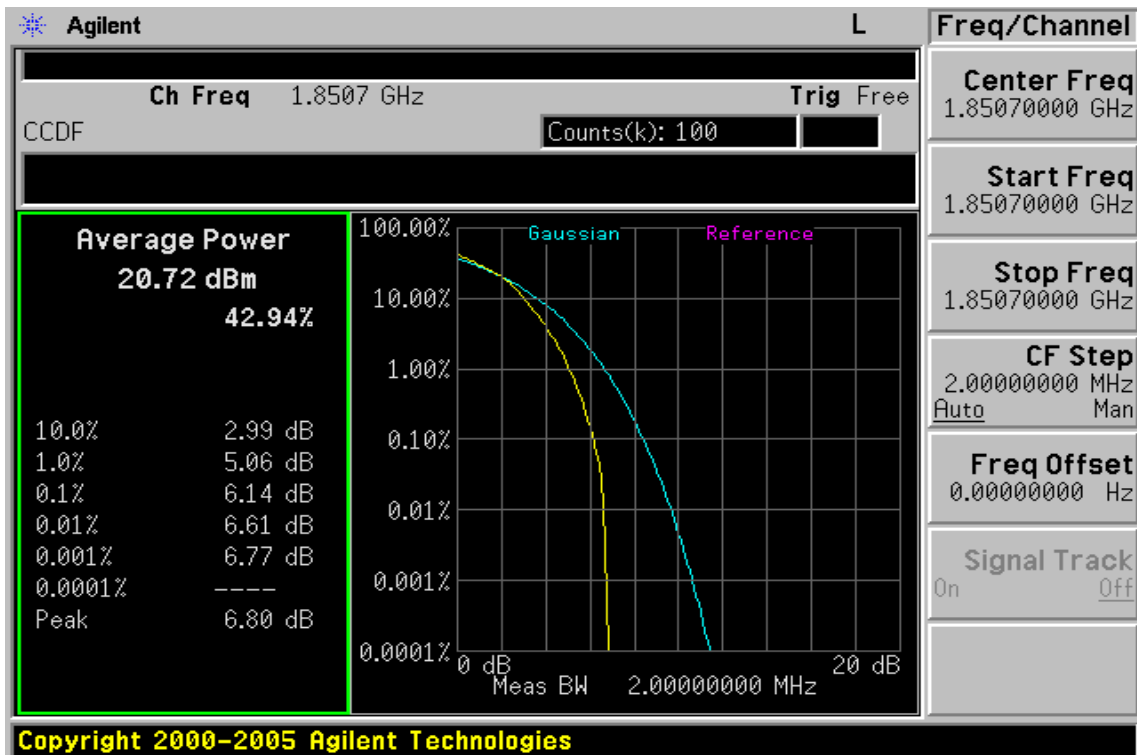 Agilent L
Ch Freq 1.8507 GHz Trig Free
CCDF Counts(k): 100
Average Power
20.72 dBm
42.94%
10.0% 2.99 dB
1.0% 5.06 dB
0.1% 6.14 dB
0.01% 6.61 dB
0.001% 6.77 dB
0.0001% ----
Peak 6.80 dB
Gaussian Reference
100.00%
10.00%
1.00%
0.10%
0.01%
0.001%
0.0001%
0 dB 20 dB
Meas BW 2.00000000 MHz
Freq/Channel
Center Freq
1.85070000 GHz
Start Freq
1.85070000 GHz
Stop Freq
1.85070000 GHz
CF Step
2.00000000 MHz
Auto Man
Freq Offset
0.00000000 Hz
Signal Track
On Off
Copyright 2000-2005 Agilent Technologies